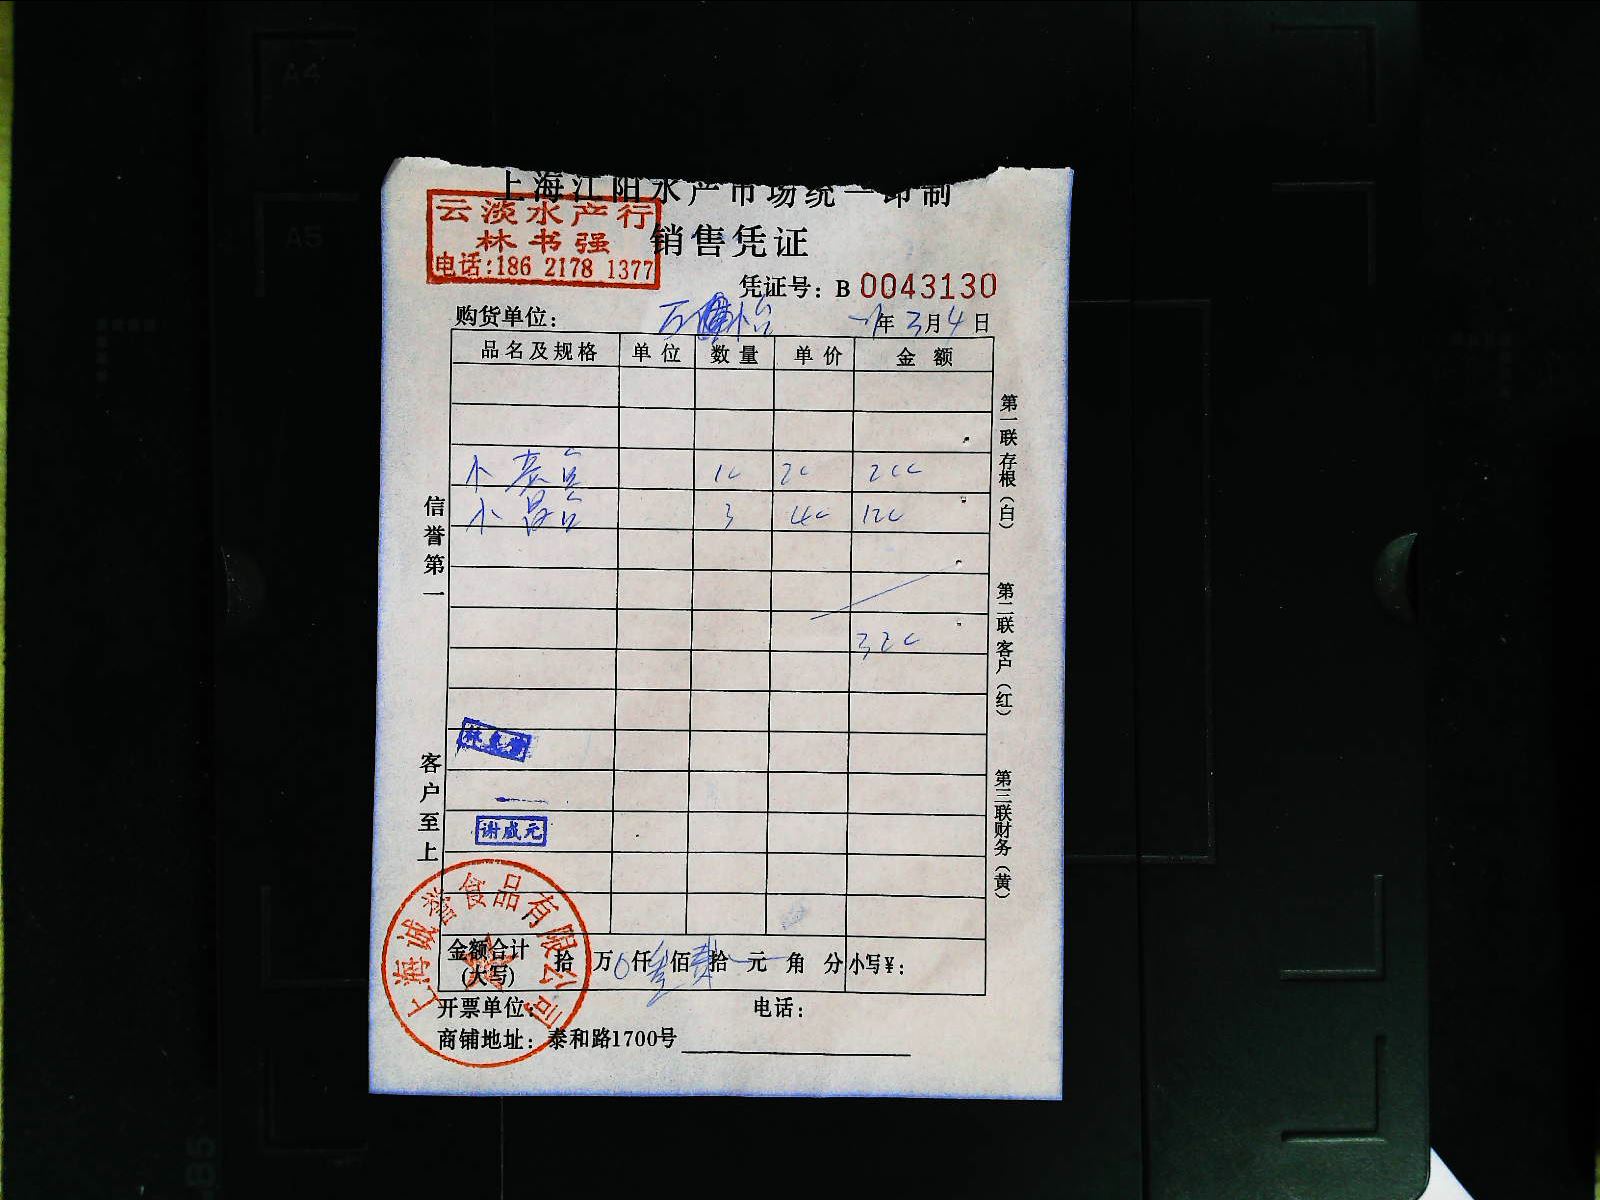 A4
A5
上海江阳水产市场统一印制
云淡水产行
林书强
电话:186 2178 1377
销售凭证
凭证号：B 0043130
购货单位：
年 3月4日
品名及规格 单位 数量 单价 金额
小 10 20 200
小 3 40 120
320
谢成元
信誉第一
客户至上
第一联 存根（白）
第二联 客户（红）
第三联 财务（黄）
上海诚誉食品有限公司
金额合计(大写) 拾 万 仟 佰 拾 元 角 分 小写¥：
开票单位： 电话：
商铺地址：泰和路1700号
85